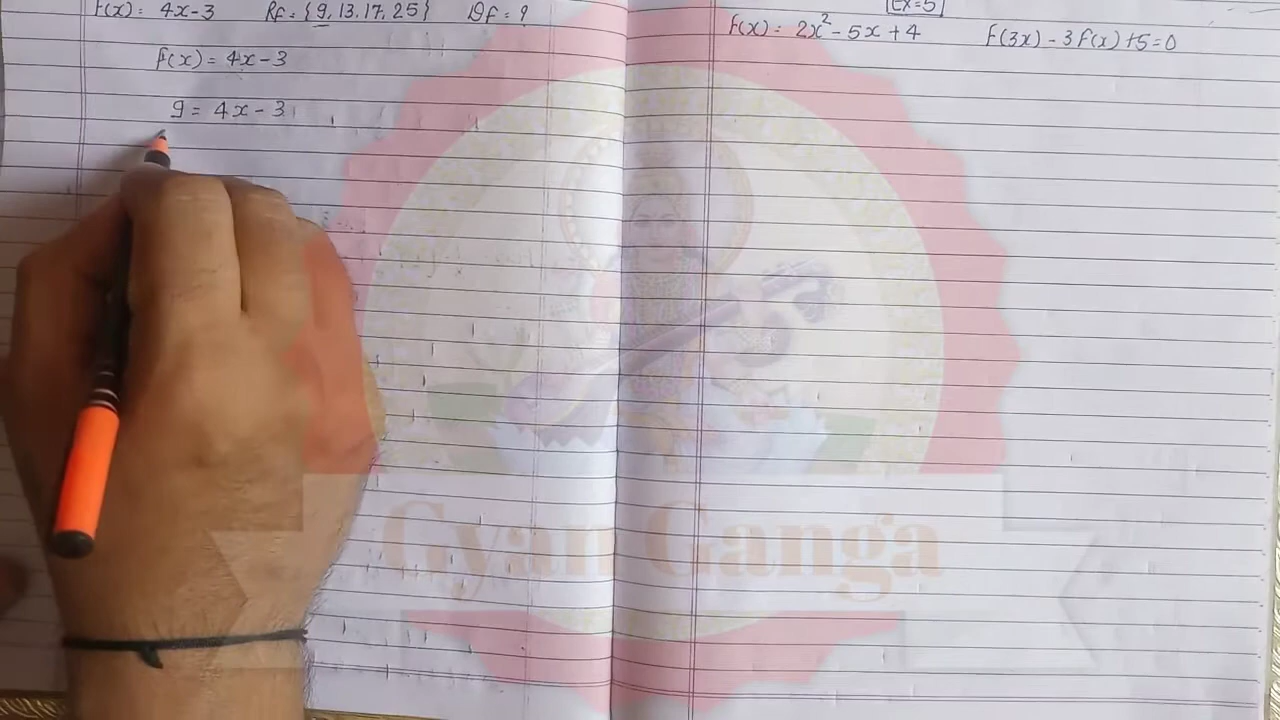 f(x) = 4x-3 Rf = {9, 13, 17, 25} Df = ?
f(x) = 4x-3
9 = 4x-3
Ex=5
f(x) = 2x² - 5x + 4 f(3x) - 3f(x) + 5 = 0
Gyan Ganga